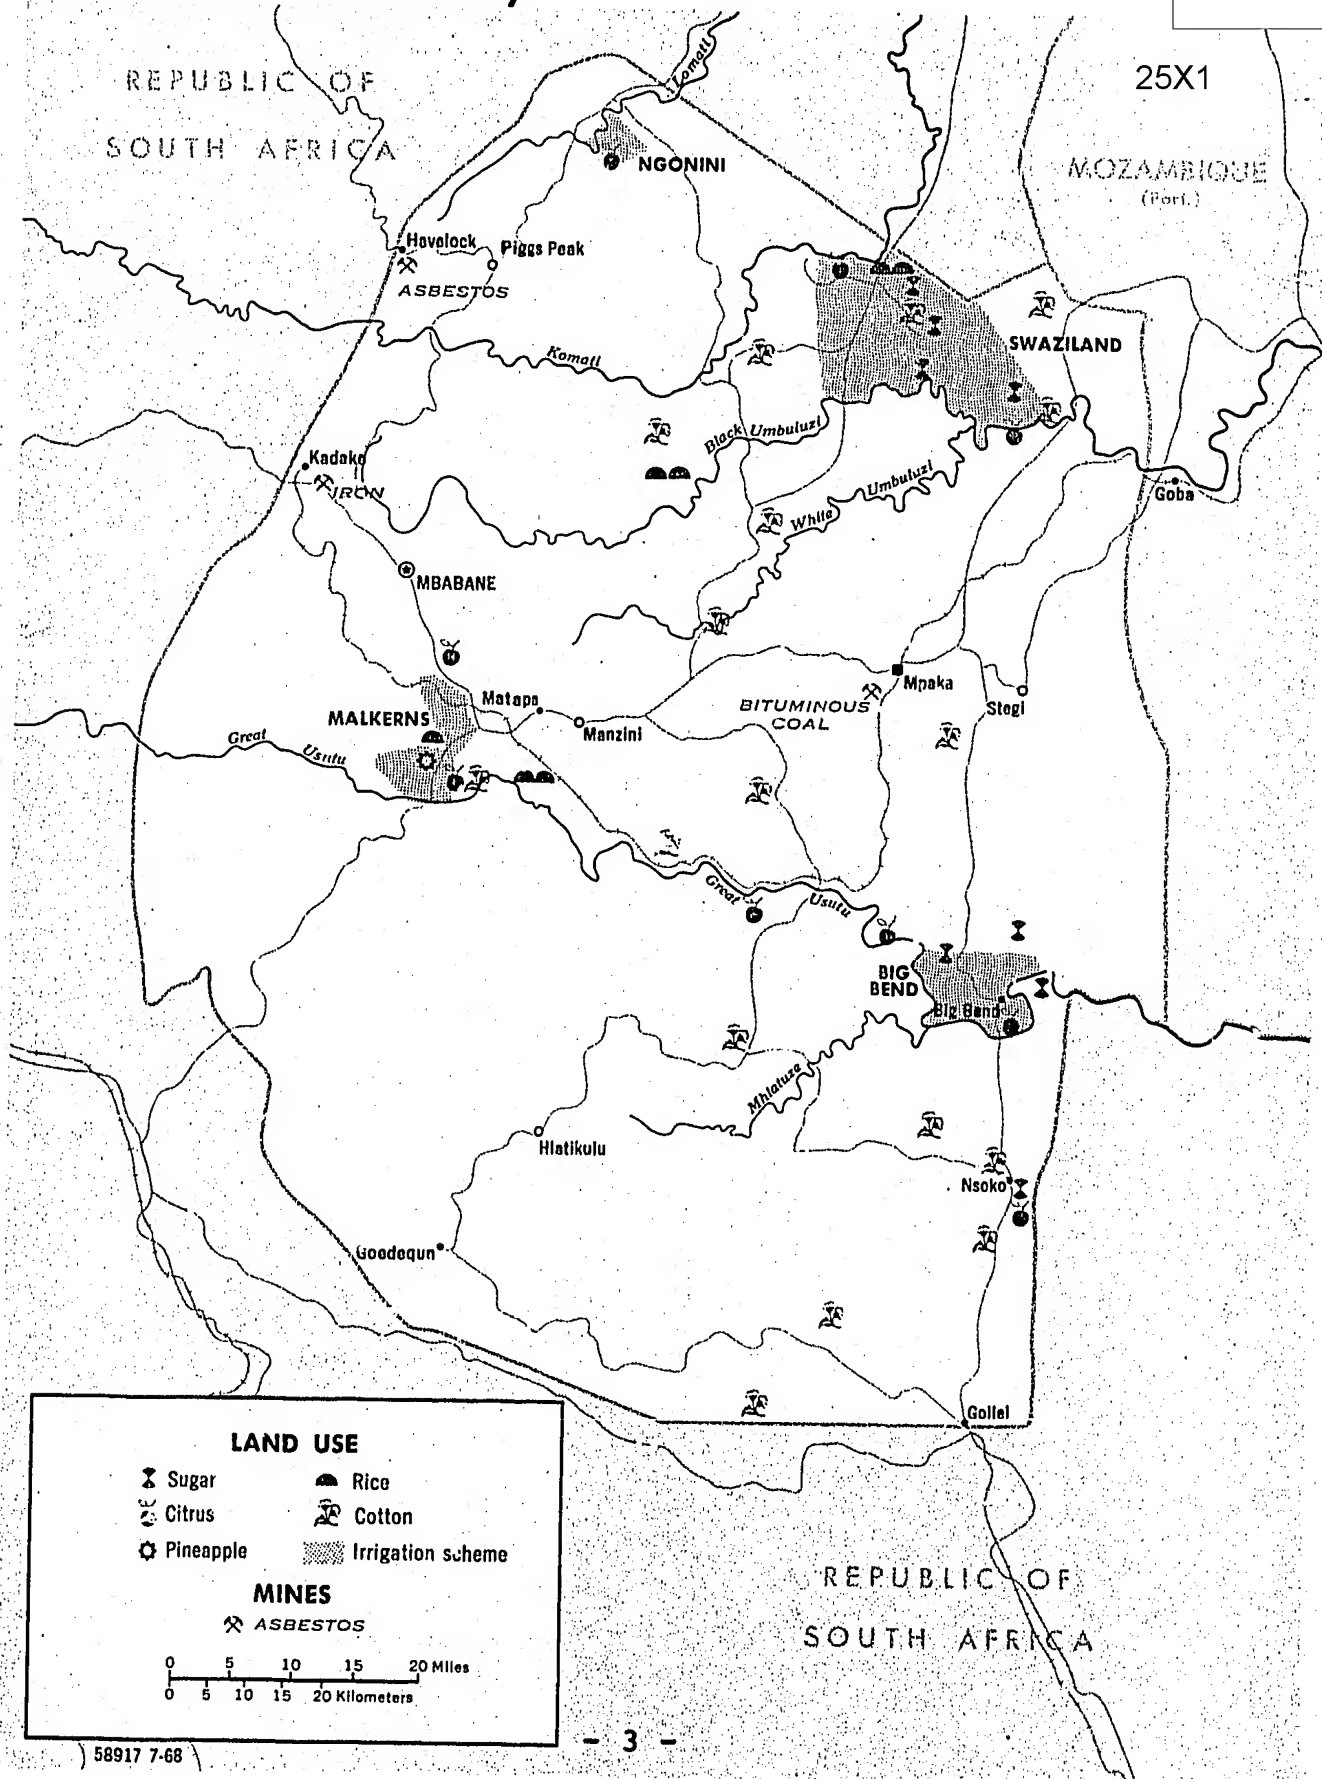 25X1
REPUBLIC OF
SOUTH AFRICA
MOZAMBIQUE
(Port.)
Lomati
NGONINI
Havelock
Piggs Peak
ASBESTOS
Komati
SWAZILAND
Black Umbuluzi
White Umbuluzi
Goba
Kadake
IRON
MBABANE
Matapa
Manzini
MALKERNS
Great Usutu
BITUMINOUS
COAL
Mpaka
Stegi
Great Usutu
BIG
BEND
Big Bend
Mhlatuze
Hlatikulu
Nsoko
Goedegun
Gollel
LAND USE
Sugar
Rice
Citrus
Cotton
Pineapple
Irrigation scheme
MINES
ASBESTOS
0 5 10 15 20 Miles
0 5 10 15 20 Kilometers
REPUBLIC OF
SOUTH AFRICA
58917 7-68
- 3 -